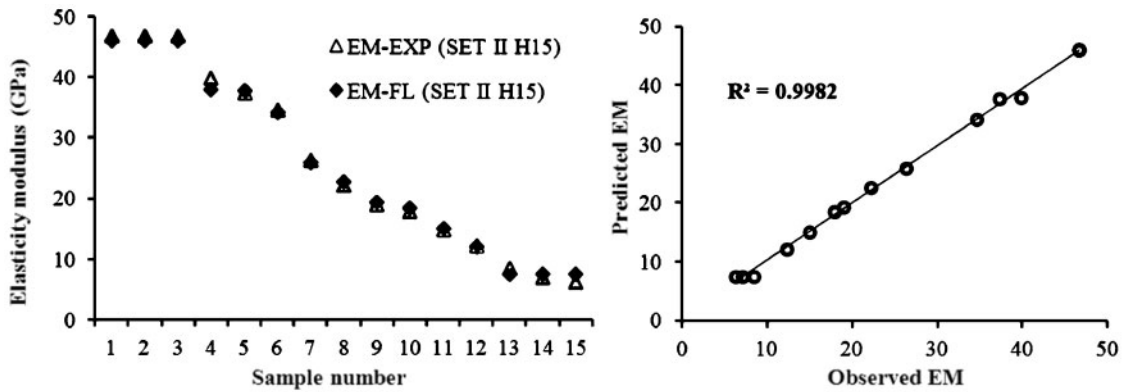 50
40
30
20
10
0
Elasticity modulus (GPa)
EM-EXP (SET II H15)
EM-FL (SET II H15)
1 2 3 4 5 6 7 8 9 10 11 12 13 14 15
Sample number
50
40
30
20
10
0
Predicted EM
R² = 0.9982
0 10 20 30 40 50
Observed EM